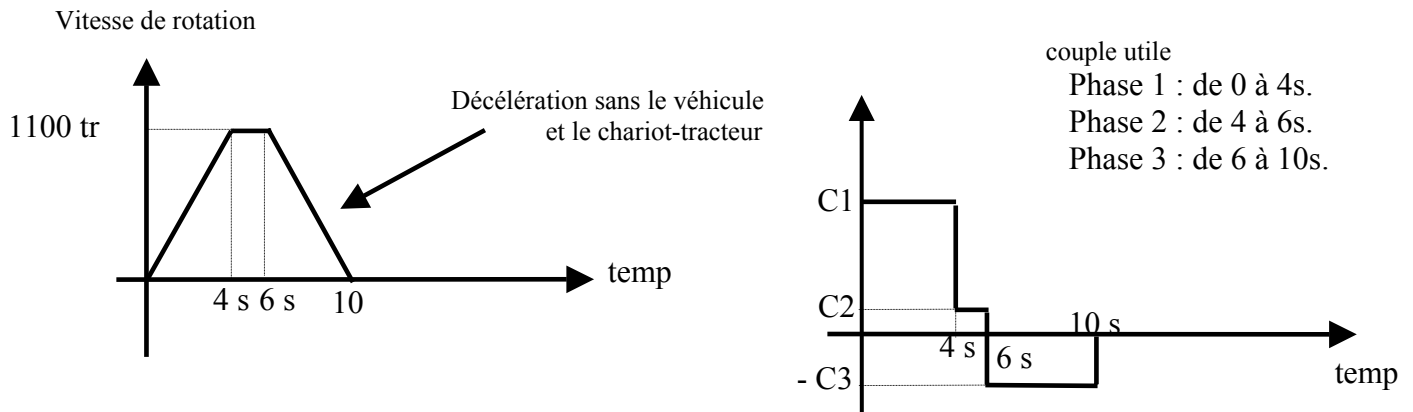 Vitesse de rotation
1100 tr
Décélération sans le véhicule
et le chariot-tracteur
temp
4 s
6 s
10
couple utile
Phase 1 : de 0 à 4s.
Phase 2 : de 4 à 6s.
Phase 3 : de 6 à 10s.
C1
C2
10 s
4 s
6 s
- C3
temp